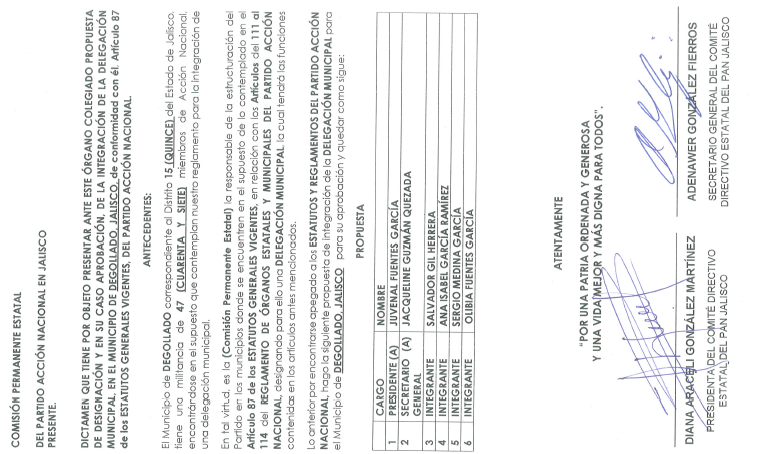 COMISIÓN PERMANENTE ESTATAL
DEL PARTIDO ACCIÓN NACIONAL EN JALISCO
PRESENTE.
DICTAMEN QUE TIENE POR OBJETO PRESENTAR ANTE ESTE ÓRGANO COLEGIADO PROPUESTA
DE DESIGNACIÓN Y EN SU CASO APROBACIÓN, DE LA INTEGRACIÓN DE LA DELEGACIÓN
MUNICIPAL, EN EL MUNICIPIO DE DEGOLLADO, JALISCO, de conformidad con él. Artículo 87
de los ESTATUTOS GENERALES VIGENTES, DEL PARTIDO ACCIÓN NACIONAL.
ANTECEDENTES:
El Municipio de DEGOLLADO correspondiente al Distrito 15 (QUINCE) del Estado de Jalisco,
tiene una militancia de 47 (CUARENTA Y SIETE) miembros de Acción Nacional,
encontrándose en el supuesto que contemplan nuestro reglamento para la integración de
una delegación municipal.
En tal virtud, es la (Comisión Permanente Estatal) la responsable de la estructuración del
Partido en los municipios donde se encuentren en el supuesto de lo contemplado en el
Artículo 87 de los ESTATUTOS GENERALES VIGENTES, en relación con los Artículos del 111 al
114 del REGLAMENTO DE ORGANOS ESTATALES Y MUNICIPALES DEL PARTIDO ACCIÓN
NACIONAL, designando para ello una DELEGACIÓN MUNICIPAL, la cual tendrá las funciones
contenidas en los artículos antes mencionados.
Lo anterior por encontrarse apegado a los ESTATUTOS Y REGLAMENTOS DEL PARTIDO ACCIÓN
NACIONAL, hago la siguiente propuesta de integración de la DELEGACIÓN MUNICIPAL para
el Municipio de DEGOLLADO, JALISCO para su aprobación y quedar como sigue:
PROPUESTA
CARGO NOMBRE
1 PRESIDENTE (A) JUVENAL FUENTES GARCÍA
2 SECRETARIO (A) JACQUELINE GUZMÁN QUEZADA
GENERAL
3 INTEGRANTE SALVADOR GIL HERRERA
4 INTEGRANTE ANA ISABEL GARCÍA RAMÍREZ
5 INTEGRANTE SERGIO MEDINA GARCÍA
6 INTEGRANTE OLIBIA FUENTES GARCÍA
ATENTAMENTE
"POR UNA PATRIA ORDENADA Y GENEROSA
Y UNA VIDA MEJOR Y MÁS DIGNA PARA TODOS".
DIANA ARACELI GONZÁLEZ MARTÍNEZ
PRESIDENTA DEL COMITÉ DIRECTIVO
ESTATAL DEL PAN JALISCO
ADENAWER GONZÁLEZ FIERROS
SECRETARIO GENERAL DEL COMITÉ
DIRECTIVO ESTATAL DEL PAN JALISCO